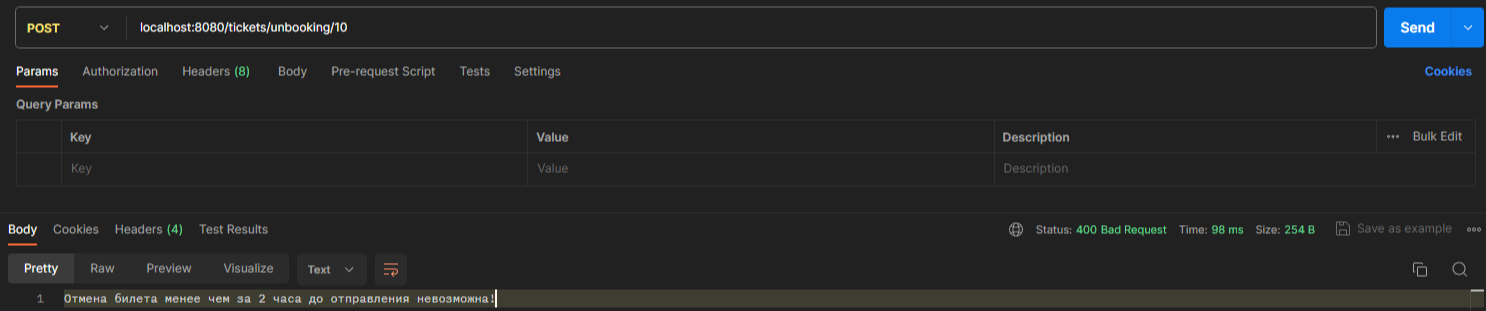 POST localhost:8080/tickets/unbooking/10 Send
Params Authorization Headers (8) Body Pre-request Script Tests Settings Cookies
Query Params
Key Value Description ••• Bulk Edit
Key Value Description
Body Cookies Headers (4) Test Results Status: 400 Bad Request Time: 98 ms Size: 254 B Save as example •••
Pretty Raw Preview Visualize Text
1 Отмена билета менее чем за 2 часа до отправления невозможна!